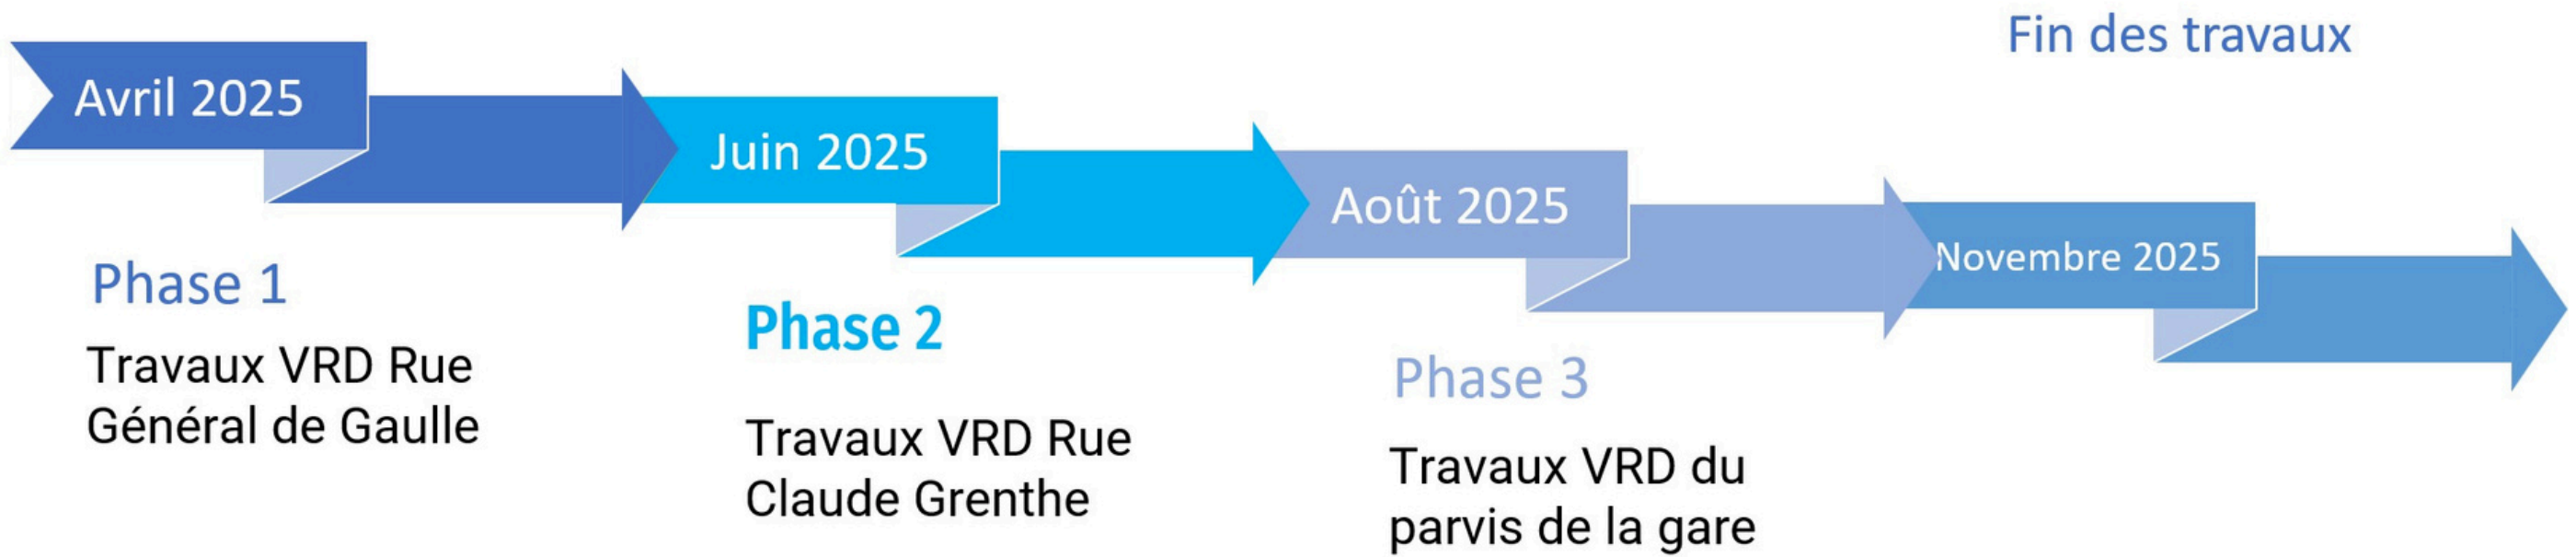 Fin des travaux
Avril 2025
Juin 2025
Août 2025
Novembre 2025
Phase 1
Travaux VRD Rue
Général de Gaulle
Phase 2
Travaux VRD Rue
Claude Grenthe
Phase 3
Travaux VRD du
parvis de la gare